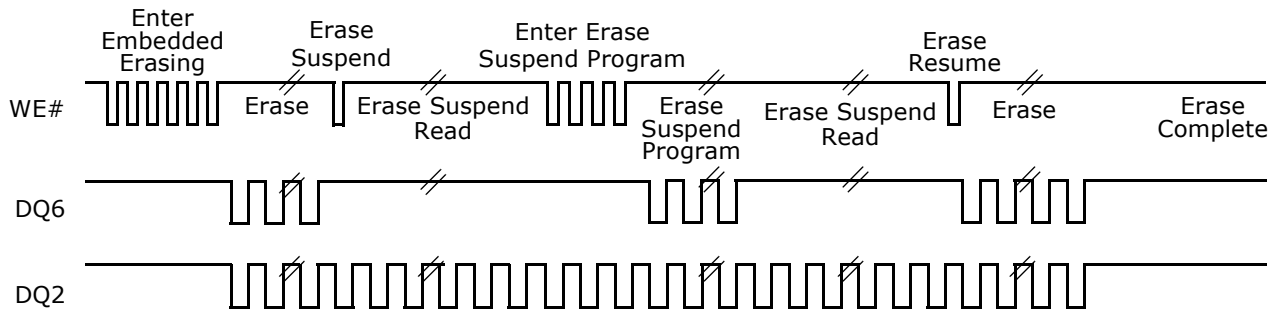 Enter
Embedded
Erasing
Erase
Suspend
Enter Erase
Suspend Program
Erase
Resume
WE#
Erase
Erase Suspend
Read
Erase
Suspend
Program
Erase Suspend
Read
Erase
Erase
Complete
DQ6
DQ2